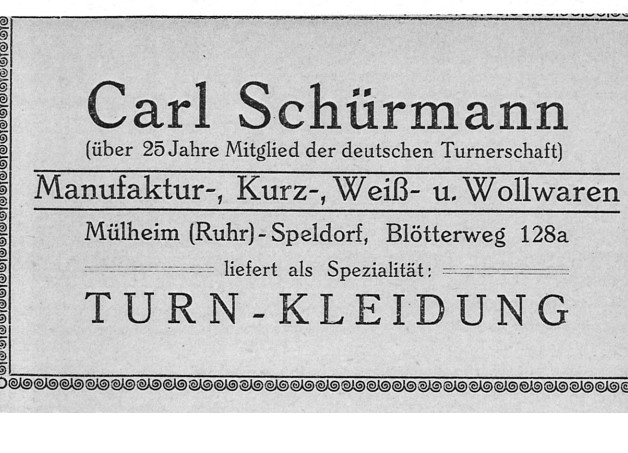 Carl Schürmann
(über 25 Jahre Mitglied der deutschen Turnerschaft)
Manufaktur-, Kurz-, Weiß- u. Wollwaren
Mülheim (Ruhr) - Speldorf, Blötterweg 128a
liefert als Spezialität:
TURN-KLEIDUNG